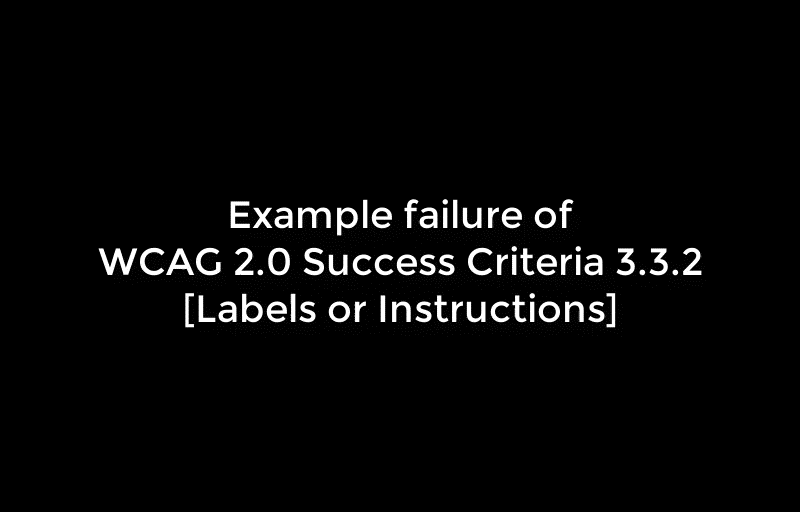 Example failure of
WCAG 2.0 Success Criteria 3.3.2
[Labels or Instructions]